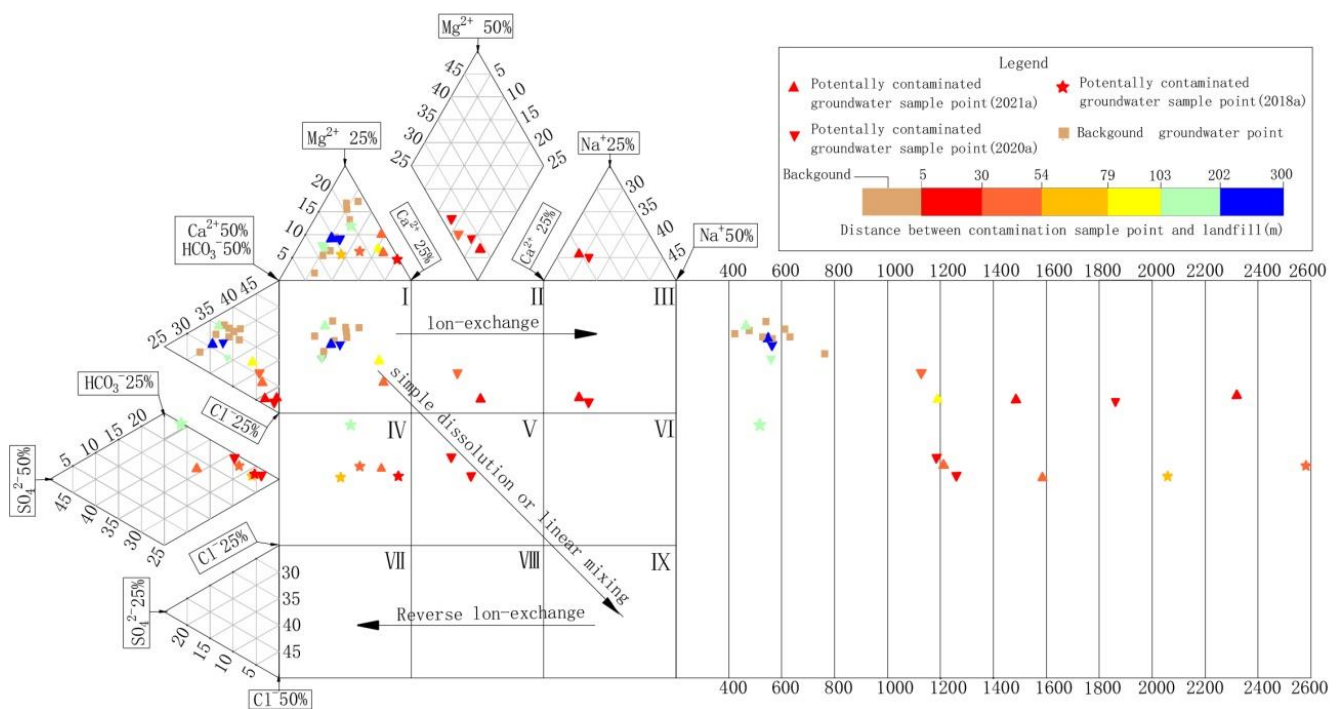 Mg²⁺ 50%
45
40
35
30
25
5
10
15
20
25
Mg²⁺ 25%
20
15
10
5
Ca²⁺ 25%
Na⁺25%
30
35
40
45
Ca²⁺ 25%
Na⁺50%
Ca²⁺50%
HCO₃⁻50%
Legend
Potentially contaminated
groundwater sample point(2021a)
Potentially contaminated
groundwater sample point(2018a)
Potentially contaminated
groundwater sample point(2020a)
Backgound groundwater point
Backgound
5
30
54
79
103
202
300
Distance between contamination sample point and landfill(m)
400
600
800
1000
1200
1400
1600
1800
2000
2200
2400
2600
45
40
35
30
25
Cl⁻25%
I
II
III
lon-exchange
simple dissolution or linear mixing
HCO₃⁻25%
20
15
10
5
SO₄²⁻50%
45
40
35
30
25
IV
V
VI
Cl⁻25%
30
35
40
45
SO₄²⁻25%
20
15
10
5
Cl⁻50%
VII
VIII
IX
Reverse lon-exchange
400
600
800
1000
1200
1400
1600
1800
2000
2200
2400
2600